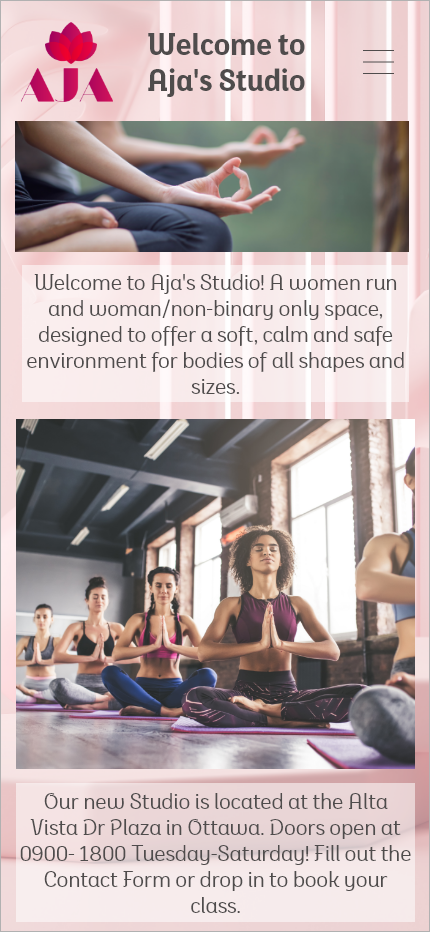 Welcome to
Aja's Studio
AJA
Welcome to Aja's Studio! A women run
and woman/non-binary only space,
designed to offer a soft, calm and safe
environment for bodies of all shapes and
sizes.
Our new Studio is located at the Alta
Vista Dr Plaza in Ottawa. Doors open at
0900- 1800 Tuesday-Saturday! Fill out the
Contact Form or drop in to book your
class.